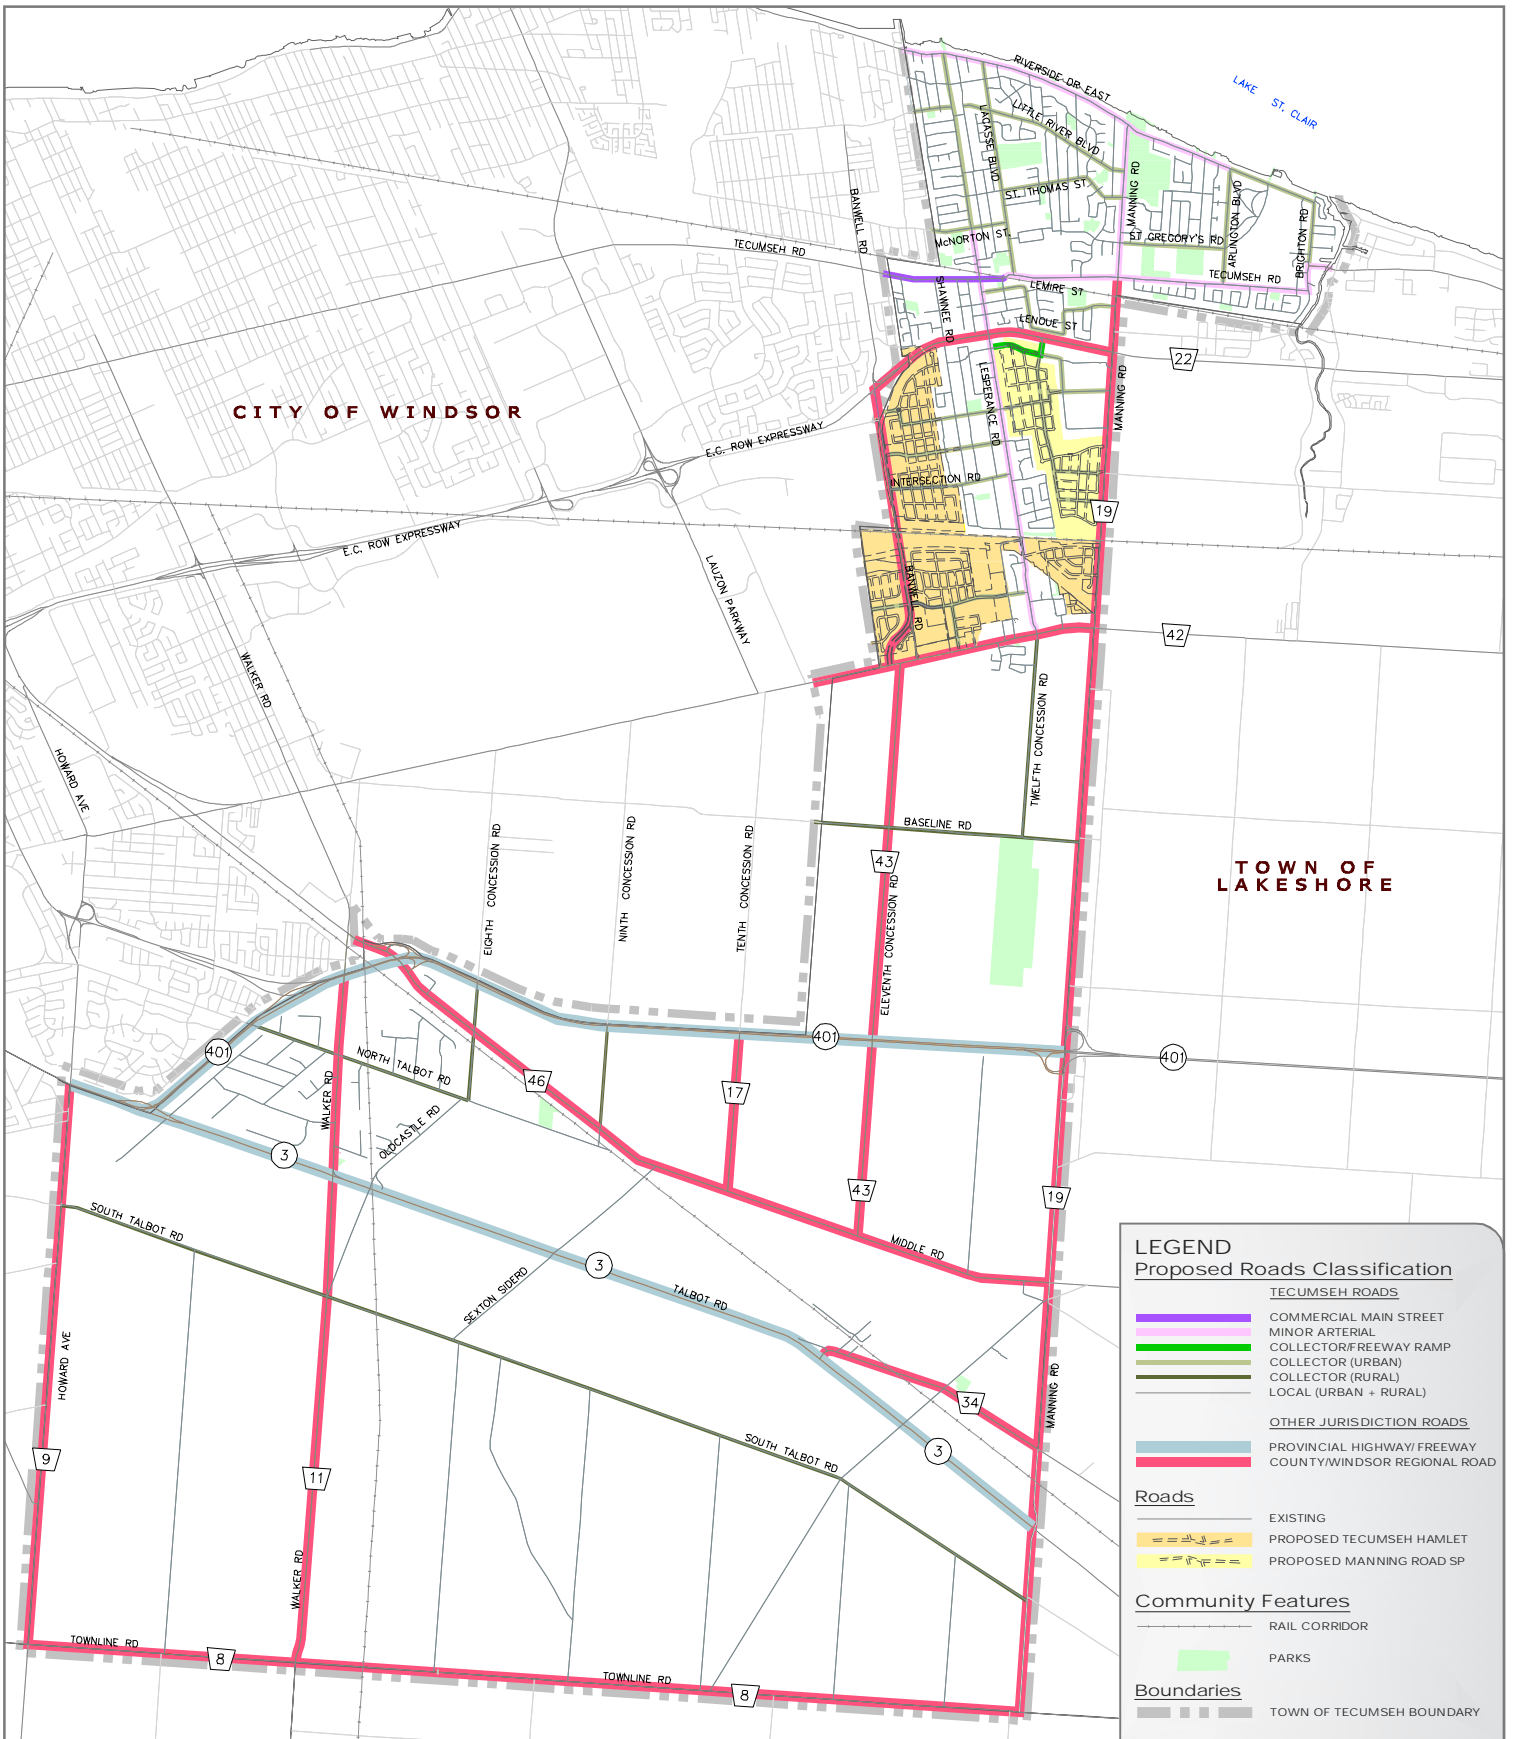 LAKE ST. CLAIR
RIVERSIDE DR EAST
LITTLE RIVER BLVD
LACASSE BLVD
ST. THOMAS ST.
MANNING RD
BANWELL RD
McNORTON ST.
ST GREGORY'S RD
ARLINGTON BLVD
BRIGHTON RD
TECUMSEH RD
TECUMSEH RD
SHAWNEE RD
LEMIRE ST
LENOUE ST
22
CITY OF WINDSOR
LESPERANCE RD
MANNING RD
E.C. ROW EXPRESSWAY
INTERSECTION RD
19
E.C. ROW EXPRESSWAY
LAUZON PARKWAY
BANWELL RD
42
WALKER RD
TWELFTH CONCESSION RD
HOWARD AVE
BASELINE RD
EIGHTH CONCESSION RD
NINTH CONCESSION RD
TENTH CONCESSION RD
43
ELEVENTH CONCESSION RD
TOWN OF
LAKESHORE
401
401
401
NORTH TALBOT RD
WALKER RD
46
17
OLDCASTLE RD
3
43
19
SOUTH TALBOT RD
MIDDLE RD
3
SEXTON SIDERD
TALBOT RD
HOWARD AVE
34
MANNING RD
3
SOUTH TALBOT RD
9
11
WALKER RD
TOWNLINE RD
8
TOWNLINE RD
8
LEGEND
Proposed Roads Classification
TECUMSEH ROADS
COMMERCIAL MAIN STREET
MINOR ARTERIAL
COLLECTOR/FREEWAY RAMP
COLLECTOR (URBAN)
COLLECTOR (RURAL)
LOCAL (URBAN + RURAL)
OTHER JURISDICTION ROADS
PROVINCIAL HIGHWAY/ FREEWAY
COUNTY/WINDSOR REGIONAL ROAD
Roads
EXISTING
PROPOSED TECUMSEH HAMLET
PROPOSED MANNING ROAD SP
Community Features
RAIL CORRIDOR
PARKS
Boundaries
TOWN OF TECUMSEH BOUNDARY